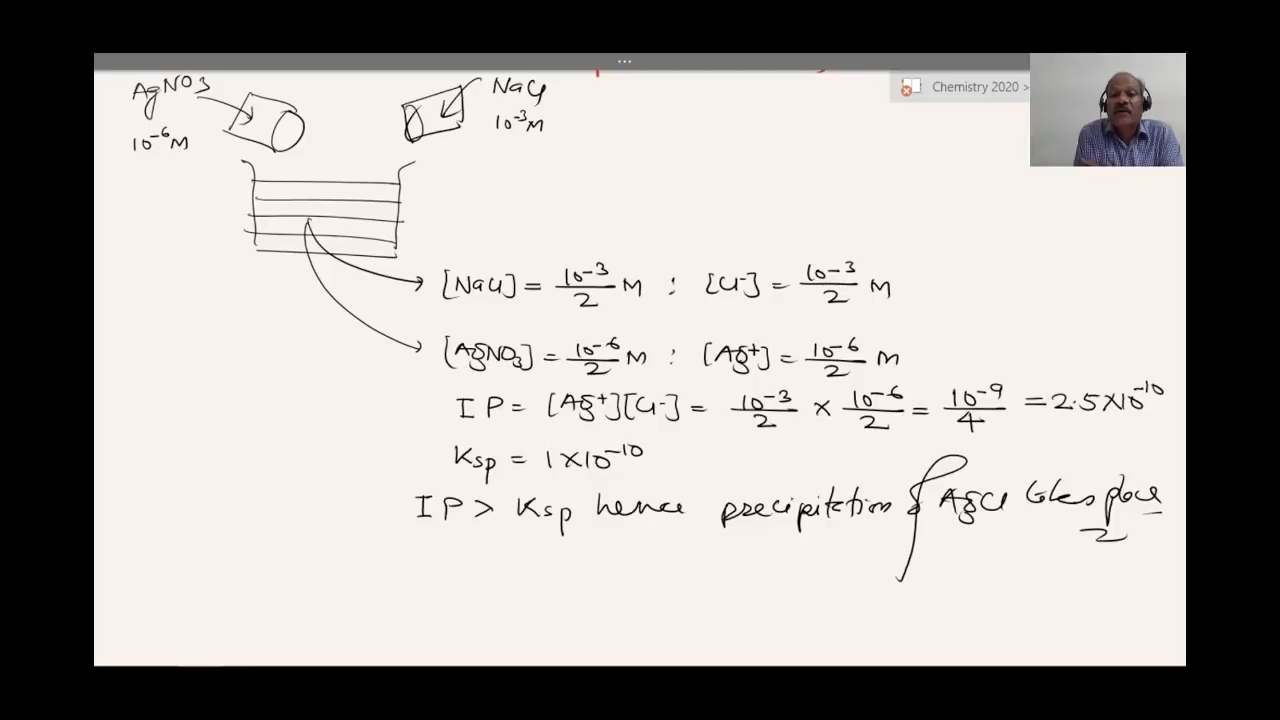 ...
Chemistry 2020 >
AgNO3
10⁻⁶M
NaCl
10⁻³M
[NaCl] = 10⁻³/2 M : [Cl⁻] = 10⁻³/2 M
[AgNO3] = 10⁻⁶/2 M : [Ag⁺] = 10⁻⁶/2 M
IP = [Ag⁺][Cl⁻] = 10⁻³/2 × 10⁻⁶/2 = 10⁻⁹/4 = 2.5×10⁻¹⁰
Ksp = 1×10⁻¹⁰
IP > Ksp hence precipitation of AgCl takes place